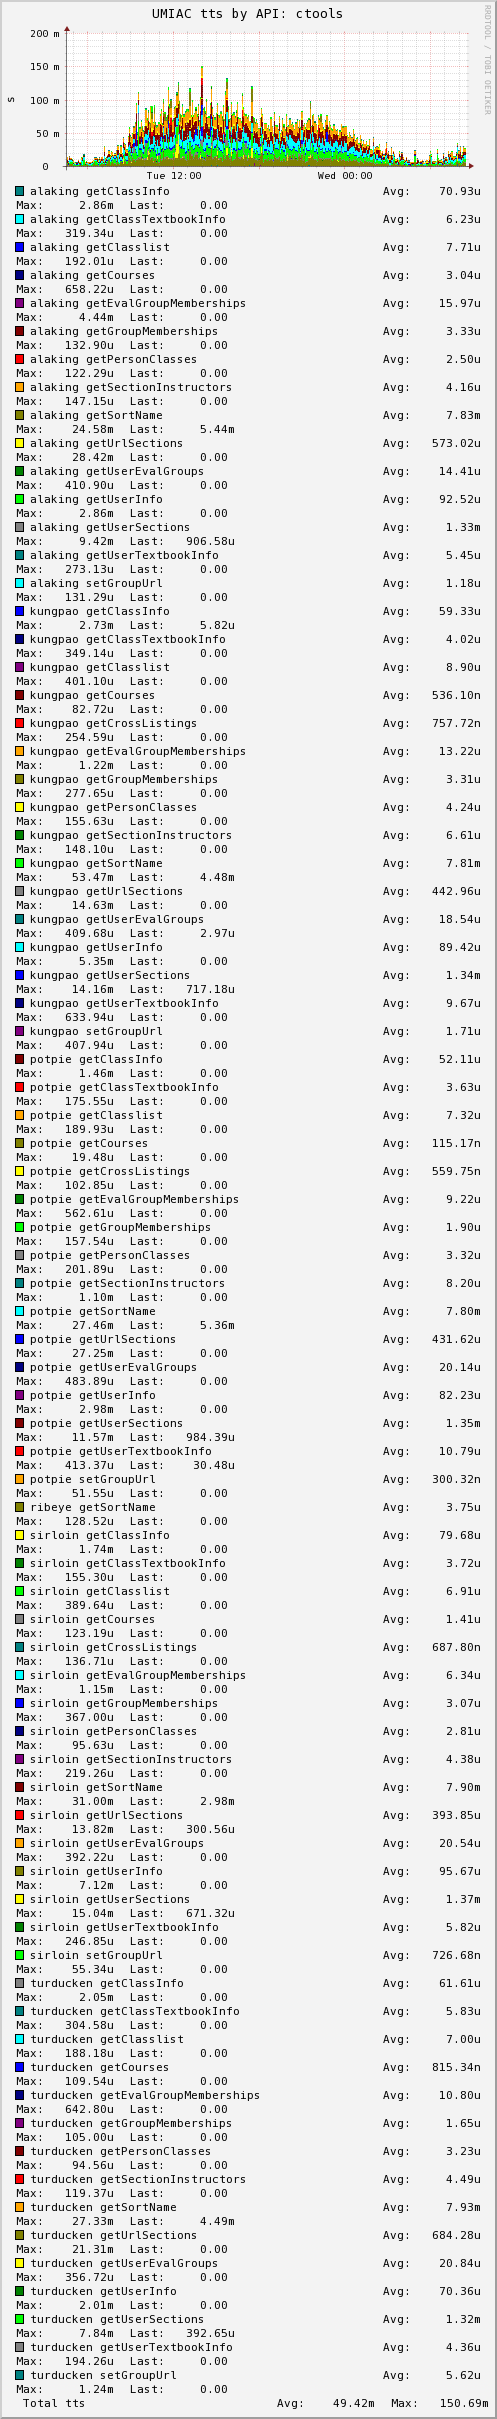 UMIAC tts by API: ctools
RRDTOOL / TOBI OETIKER
200 m
150 m
100 m
50 m
0
s
Tue 12:00 Wed 00:00
alaking getClassInfo Avg: 70.93u
Max: 2.86m Last: 0.00
alaking getClassTextbookInfo Avg: 6.23u
Max: 319.34u Last: 0.00
alaking getClasslist Avg: 7.71u
Max: 192.01u Last: 0.00
alaking getCourses Avg: 3.04u
Max: 658.22u Last: 0.00
alaking getEvalGroupMemberships Avg: 15.97u
Max: 4.44m Last: 0.00
alaking getGroupMemberships Avg: 3.33u
Max: 132.90u Last: 0.00
alaking getPersonClasses Avg: 2.50u
Max: 122.29u Last: 0.00
alaking getSectionInstructors Avg: 4.16u
Max: 147.15u Last: 0.00
alaking getSortName Avg: 7.83m
Max: 24.58m Last: 5.44m
alaking getUrlSections Avg: 573.02u
Max: 28.42m Last: 0.00
alaking getUserEvalGroups Avg: 14.41u
Max: 410.90u Last: 0.00
alaking getUserInfo Avg: 92.52u
Max: 2.86m Last: 0.00
alaking getUserSections Avg: 1.33m
Max: 9.42m Last: 906.58u
alaking getUserTextbookInfo Avg: 5.45u
Max: 273.13u Last: 0.00
alaking setGroupUrl Avg: 1.18u
Max: 131.29u Last: 0.00
kungpao getClassInfo Avg: 59.33u
Max: 2.73m Last: 5.82u
kungpao getClassTextbookInfo Avg: 4.02u
Max: 349.14u Last: 0.00
kungpao getClasslist Avg: 8.90u
Max: 401.10u Last: 0.00
kungpao getCourses Avg: 536.10n
Max: 82.72u Last: 0.00
kungpao getCrossListings Avg: 757.72n
Max: 254.59u Last: 0.00
kungpao getEvalGroupMemberships Avg: 13.22u
Max: 1.22m Last: 0.00
kungpao getGroupMemberships Avg: 3.31u
Max: 277.65u Last: 0.00
kungpao getPersonClasses Avg: 4.24u
Max: 155.63u Last: 0.00
kungpao getSectionInstructors Avg: 6.61u
Max: 148.10u Last: 0.00
kungpao getSortName Avg: 7.81m
Max: 53.47m Last: 4.48m
kungpao getUrlSections Avg: 442.96u
Max: 14.63m Last: 0.00
kungpao getUserEvalGroups Avg: 18.54u
Max: 409.68u Last: 2.97u
kungpao getUserInfo Avg: 89.42u
Max: 5.35m Last: 0.00
kungpao getUserSections Avg: 1.34m
Max: 14.16m Last: 717.18u
kungpao getUserTextbookInfo Avg: 9.67u
Max: 633.94u Last: 0.00
kungpao setGroupUrl Avg: 1.71u
Max: 407.94u Last: 0.00
potpie getClassInfo Avg: 52.11u
Max: 1.46m Last: 0.00
potpie getClassTextbookInfo Avg: 3.63u
Max: 175.55u Last: 0.00
potpie getClasslist Avg: 7.32u
Max: 189.93u Last: 0.00
potpie getCourses Avg: 115.17n
Max: 19.48u Last: 0.00
potpie getCrossListings Avg: 559.75n
Max: 102.85u Last: 0.00
potpie getEvalGroupMemberships Avg: 9.22u
Max: 562.61u Last: 0.00
potpie getGroupMemberships Avg: 1.90u
Max: 157.54u Last: 0.00
potpie getPersonClasses Avg: 3.32u
Max: 201.89u Last: 0.00
potpie getSectionInstructors Avg: 8.20u
Max: 1.10m Last: 0.00
potpie getSortName Avg: 7.80m
Max: 27.46m Last: 5.36m
potpie getUrlSections Avg: 431.62u
Max: 27.25m Last: 0.00
potpie getUserEvalGroups Avg: 20.14u
Max: 483.89u Last: 0.00
potpie getUserInfo Avg: 82.23u
Max: 2.98m Last: 0.00
potpie getUserSections Avg: 1.35m
Max: 11.57m Last: 984.39u
potpie getUserTextbookInfo Avg: 10.79u
Max: 413.37u Last: 30.48u
potpie setGroupUrl Avg: 300.32n
Max: 51.55u Last: 0.00
ribeye getSortName Avg: 3.75u
Max: 128.52u Last: 0.00
sirloin getClassInfo Avg: 79.68u
Max: 1.74m Last: 0.00
sirloin getClassTextbookInfo Avg: 3.72u
Max: 155.30u Last: 0.00
sirloin getClasslist Avg: 6.91u
Max: 389.64u Last: 0.00
sirloin getCourses Avg: 1.41u
Max: 123.19u Last: 0.00
sirloin getCrossListings Avg: 687.80n
Max: 136.71u Last: 0.00
sirloin getEvalGroupMemberships Avg: 6.34u
Max: 1.15m Last: 0.00
sirloin getGroupMemberships Avg: 3.07u
Max: 367.00u Last: 0.00
sirloin getPersonClasses Avg: 2.81u
Max: 95.63u Last: 0.00
sirloin getSectionInstructors Avg: 4.38u
Max: 219.26u Last: 0.00
sirloin getSortName Avg: 7.90m
Max: 31.00m Last: 2.98m
sirloin getUrlSections Avg: 393.85u
Max: 13.82m Last: 300.56u
sirloin getUserEvalGroups Avg: 20.54u
Max: 392.22u Last: 0.00
sirloin getUserInfo Avg: 95.67u
Max: 7.12m Last: 0.00
sirloin getUserSections Avg: 1.37m
Max: 15.04m Last: 671.32u
sirloin getUserTextbookInfo Avg: 5.82u
Max: 246.85u Last: 0.00
sirloin setGroupUrl Avg: 726.68n
Max: 55.34u Last: 0.00
turducken getClassInfo Avg: 61.61u
Max: 2.05m Last: 0.00
turducken getClassTextbookInfo Avg: 5.83u
Max: 304.58u Last: 0.00
turducken getClasslist Avg: 7.00u
Max: 188.18u Last: 0.00
turducken getCourses Avg: 815.34n
Max: 109.54u Last: 0.00
turducken getEvalGroupMemberships Avg: 10.80u
Max: 642.80u Last: 0.00
turducken getGroupMemberships Avg: 1.65u
Max: 105.00u Last: 0.00
turducken getPersonClasses Avg: 3.23u
Max: 94.56u Last: 0.00
turducken getSectionInstructors Avg: 4.49u
Max: 119.37u Last: 0.00
turducken getSortName Avg: 7.93m
Max: 27.33m Last: 4.49m
turducken getUrlSections Avg: 684.28u
Max: 21.31m Last: 0.00
turducken getUserEvalGroups Avg: 20.84u
Max: 356.72u Last: 0.00
turducken getUserInfo Avg: 70.36u
Max: 2.01m Last: 0.00
turducken getUserSections Avg: 1.32m
Max: 7.84m Last: 392.65u
turducken getUserTextbookInfo Avg: 4.36u
Max: 194.26u Last: 0.00
turducken setGroupUrl Avg: 5.62u
Max: 1.24m Last: 0.00
Total tts Avg: 49.42m Max: 150.69m